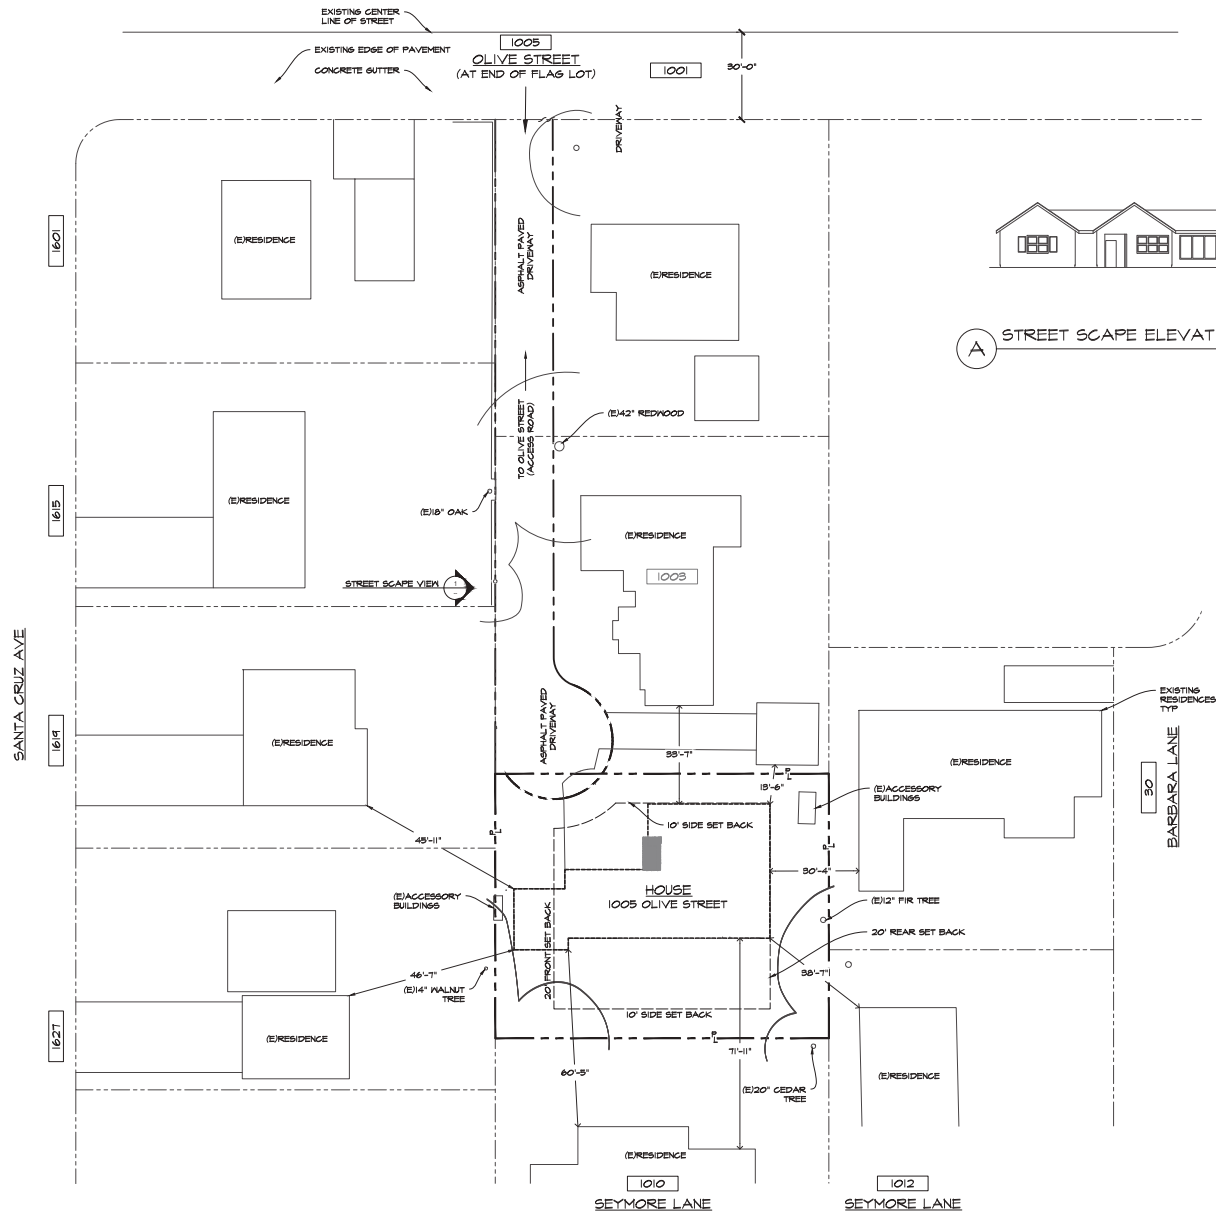 EXISTING CENTER
LINE OF STREET
EXISTING EDGE OF PAVEMENT
CONCRETE GUTTER
1005
OLIVE STREET
(AT END OF FLAG LOT)
1001
30'-0"
DRIVEWAY
1601
(E)RESIDENCE
ASPHALT PAVED
DRIVEWAY
(E)RESIDENCE
A
STREET SCAPE ELEVAT
TO OLIVE STREET
(ACCESS ROAD)
(E)42" REDWOOD
1615
(E)RESIDENCE
(E)18" OAK
(E)RESIDENCE
1003
STREET SCAPE VIEW
1
-
SANTA CRUZ AVE
1619
(E)RESIDENCE
ASPHALT PAVED
DRIVEWAY
33'-7"
13'-6"
PL
EXISTING
RESIDENCES
TYP
(E)RESIDENCE
30
BARBARA LANE
(E)ACCESSORY
BUILDINGS
10' SIDE SET BACK
PL
PL
45'-11"
30'-4"
HOUSE
1005 OLIVE STREET
(E)ACCESSORY
BUILDINGS
(E)12" FIR TREE
20' FRONT SET BACK
20' REAR SET BACK
46'-7"
38'-7"
(E)14" WALNUT
TREE
10' SIDE SET BACK
1627
(E)RESIDENCE
PL
71'-11"
60'-5"
(E)20" CEDAR
TREE
(E)RESIDENCE
(E)RESIDENCE
1010
SEYMORE LANE
1012
SEYMORE LANE